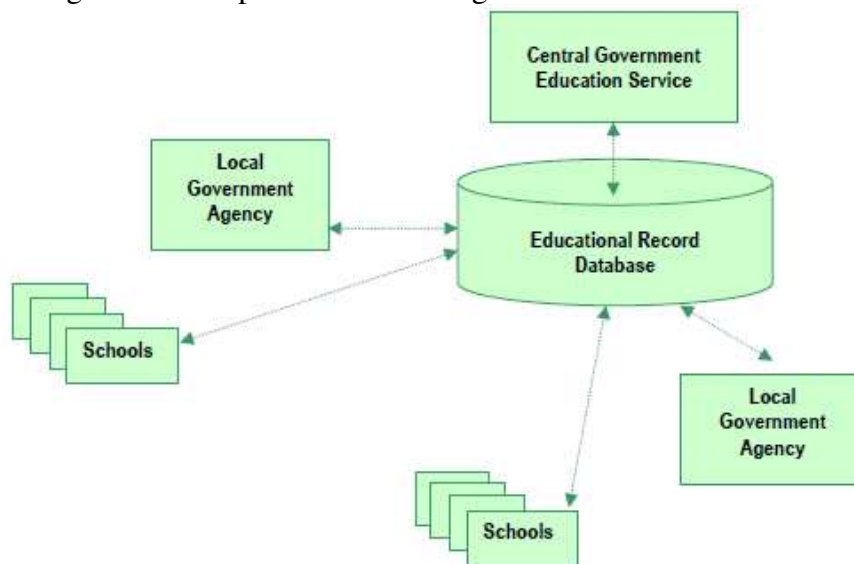 Central Government
Education Service
Local
Government
Agency
Educational Record
Database
Schools
Local
Government
Agency
Schools